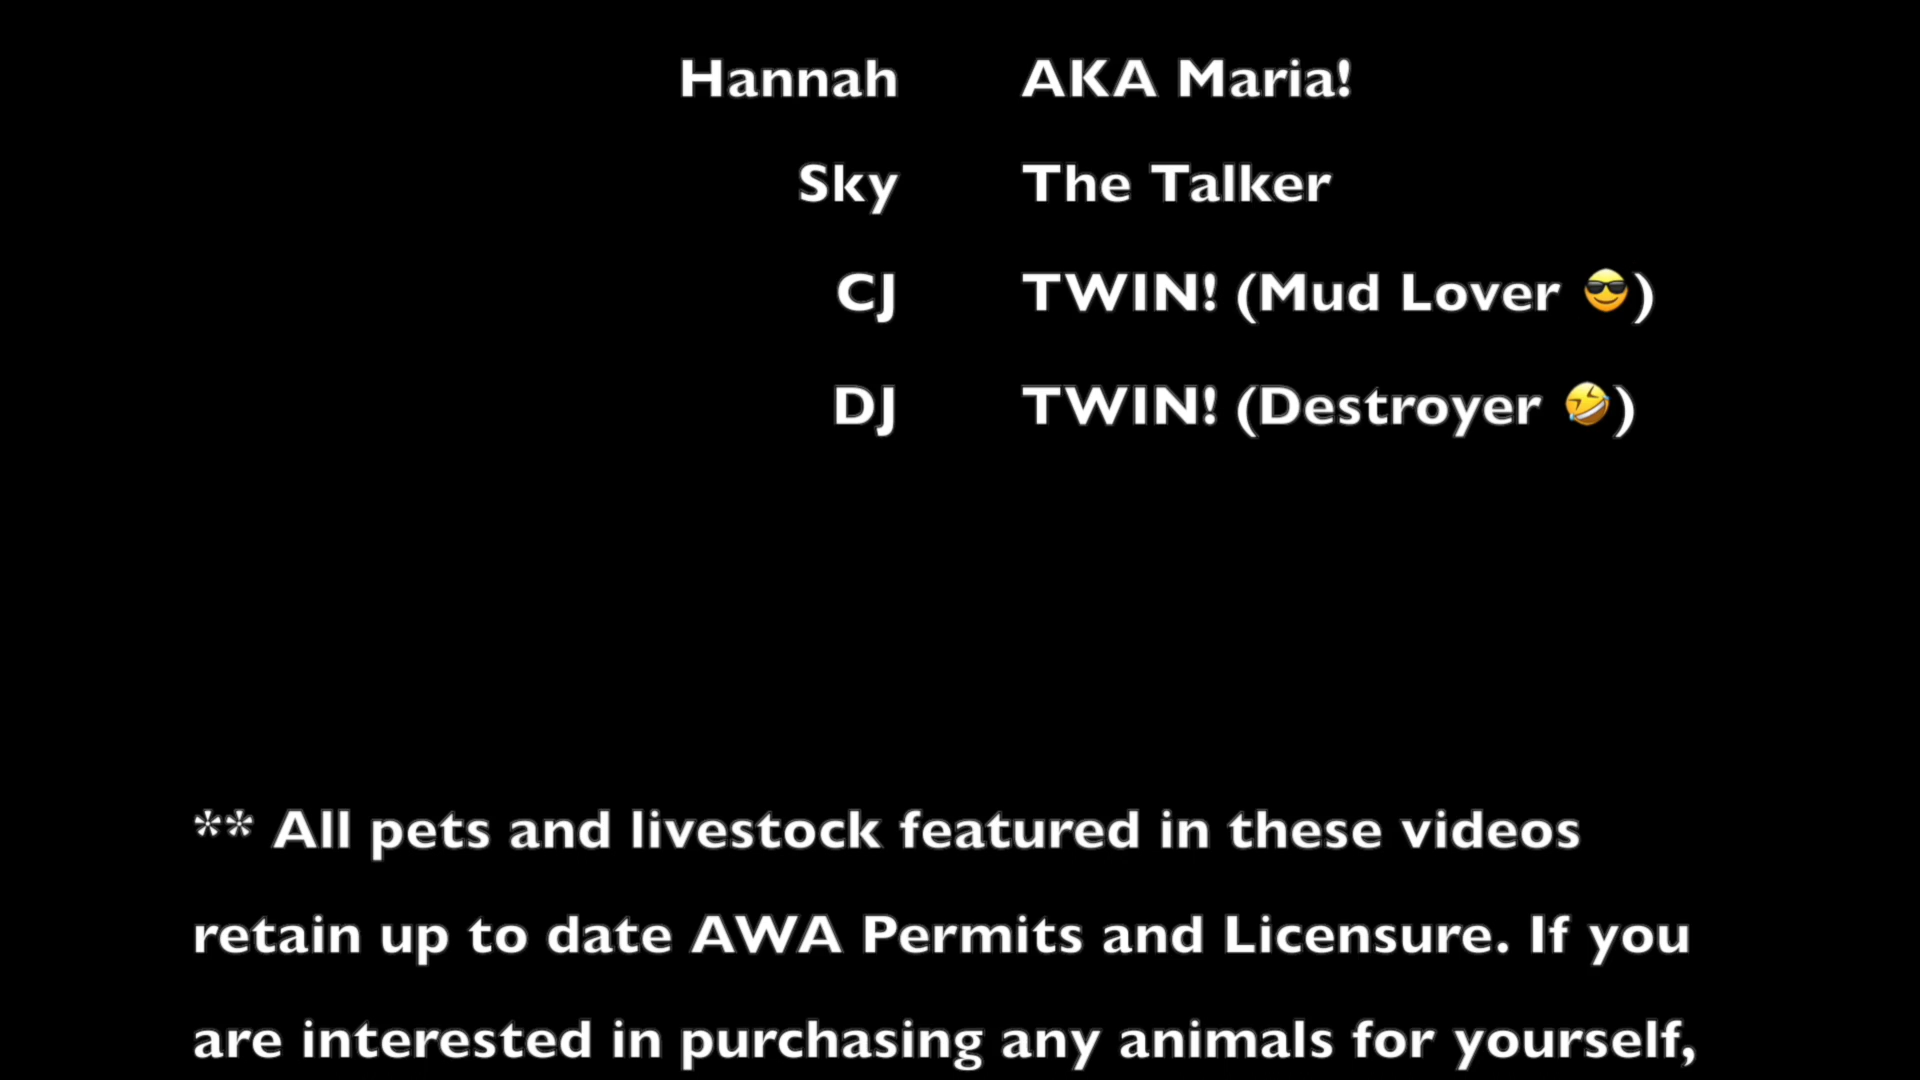 Hannah AKA Maria!
Sky The Talker
CJ TWIN! (Mud Lover 😎)
DJ TWIN! (Destroyer 🤣)
** All pets and livestock featured in these videos
retain up to date AWA Permits and Licensure. If you
are interested in purchasing any animals for yourself,